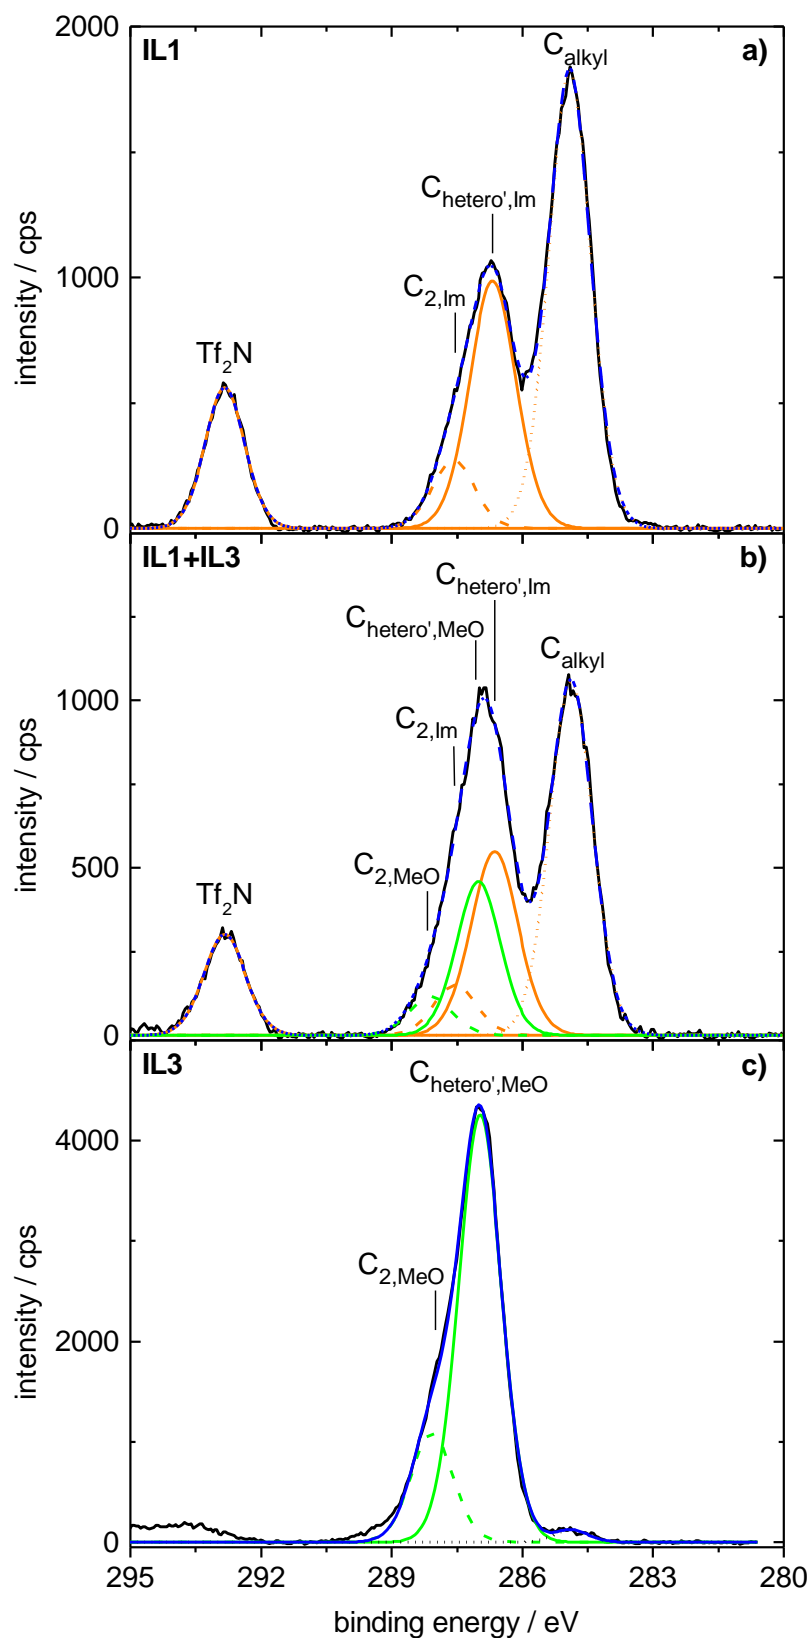 2000
IL1
C_alkyl
a)
C_hetero',Im
1000
C_2,Im
Tf_2N
intensity / cps
0
IL1+IL3
b)
C_hetero',Im
C_hetero',MeO
C_alkyl
1000
C_2,Im
500
C_2,MeO
Tf_2N
intensity / cps
0
IL3
c)
C_hetero',MeO
4000
C_2,MeO
2000
intensity / cps
0
295 292 289 286 283 280
binding energy / eV